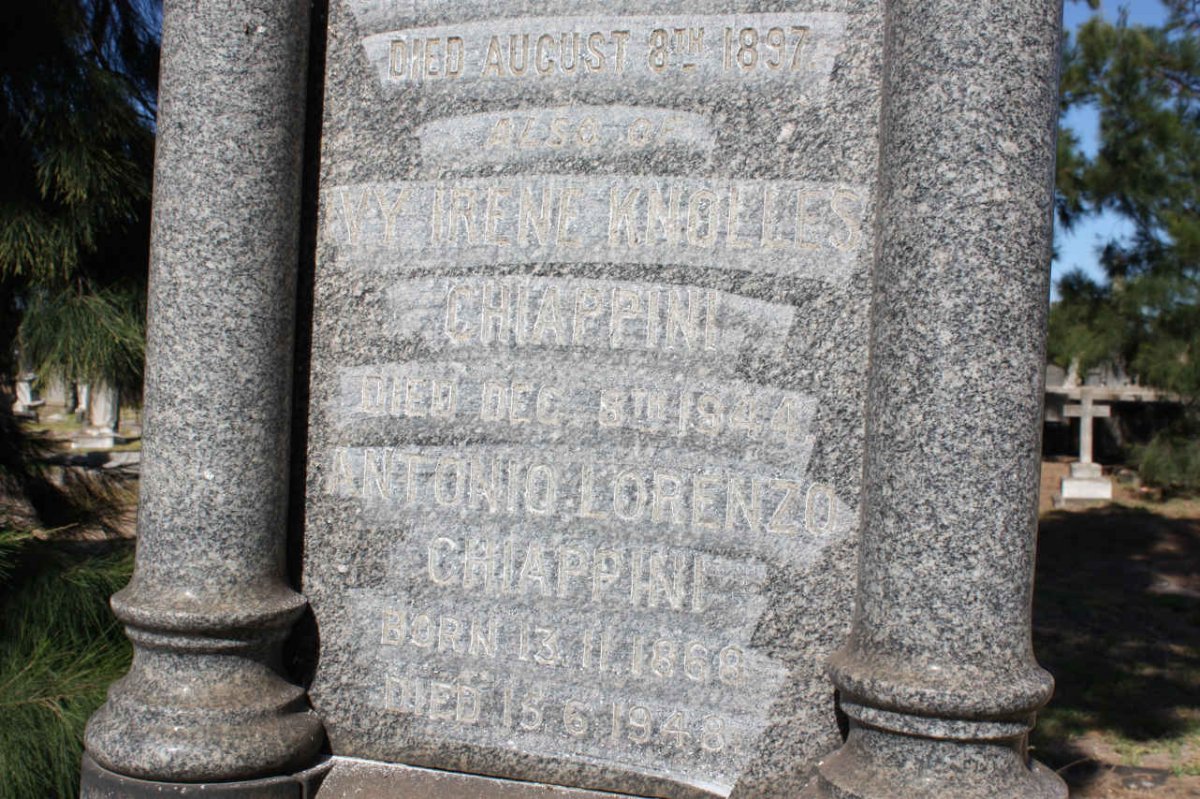 DIED AUGUST 8TH 1897.
ALSO OF
IVY IRENE KNOLLES
CHIAPPINI
DIED DEC. 8TH 1944.
ANTONIO LORENZO
CHIAPPINI
BORN 13.11.1868
DIED 13.6.1948.